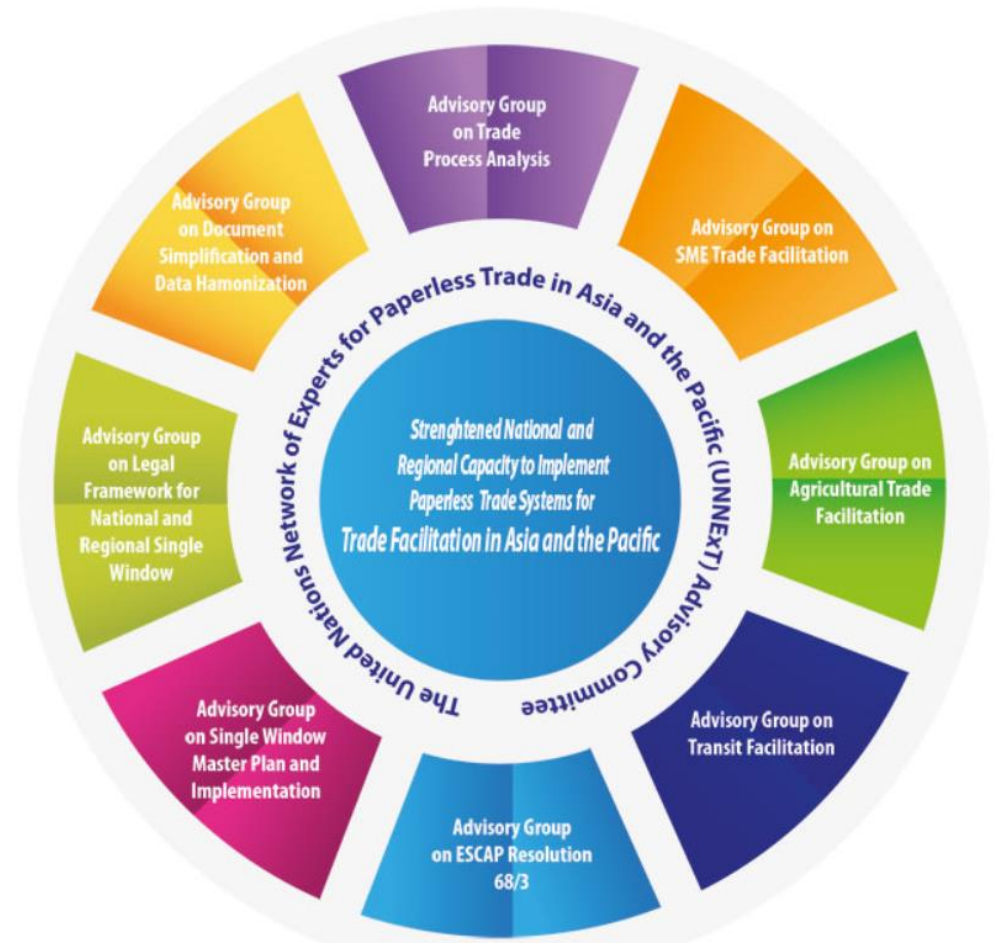 Advisory Group
on Trade
Process Analysis
Advisory Group on
SME Trade Facilitation
Advisory Group on
Agricultural Trade
Facilitation
Advisory Group on
Transit Facilitation
Advisory Group
on ESCAP Resolution
68/3
Advisory Group
on Single Window
Master Plan and
Implementation
Advisory Group
on Legal
Framework for
National and
Regional Single
Window
Advisory Group
on Document
Simplification and
Data Hamonization
The United Nations Network of Experts for Paperless Trade in Asia and the Pacific (UNNExT) Advisory Committee
Strenghtened National and
Regional Capacity to Implement
Paperless Trade Systems for
Trade Facilitation in Asia and the Pacific